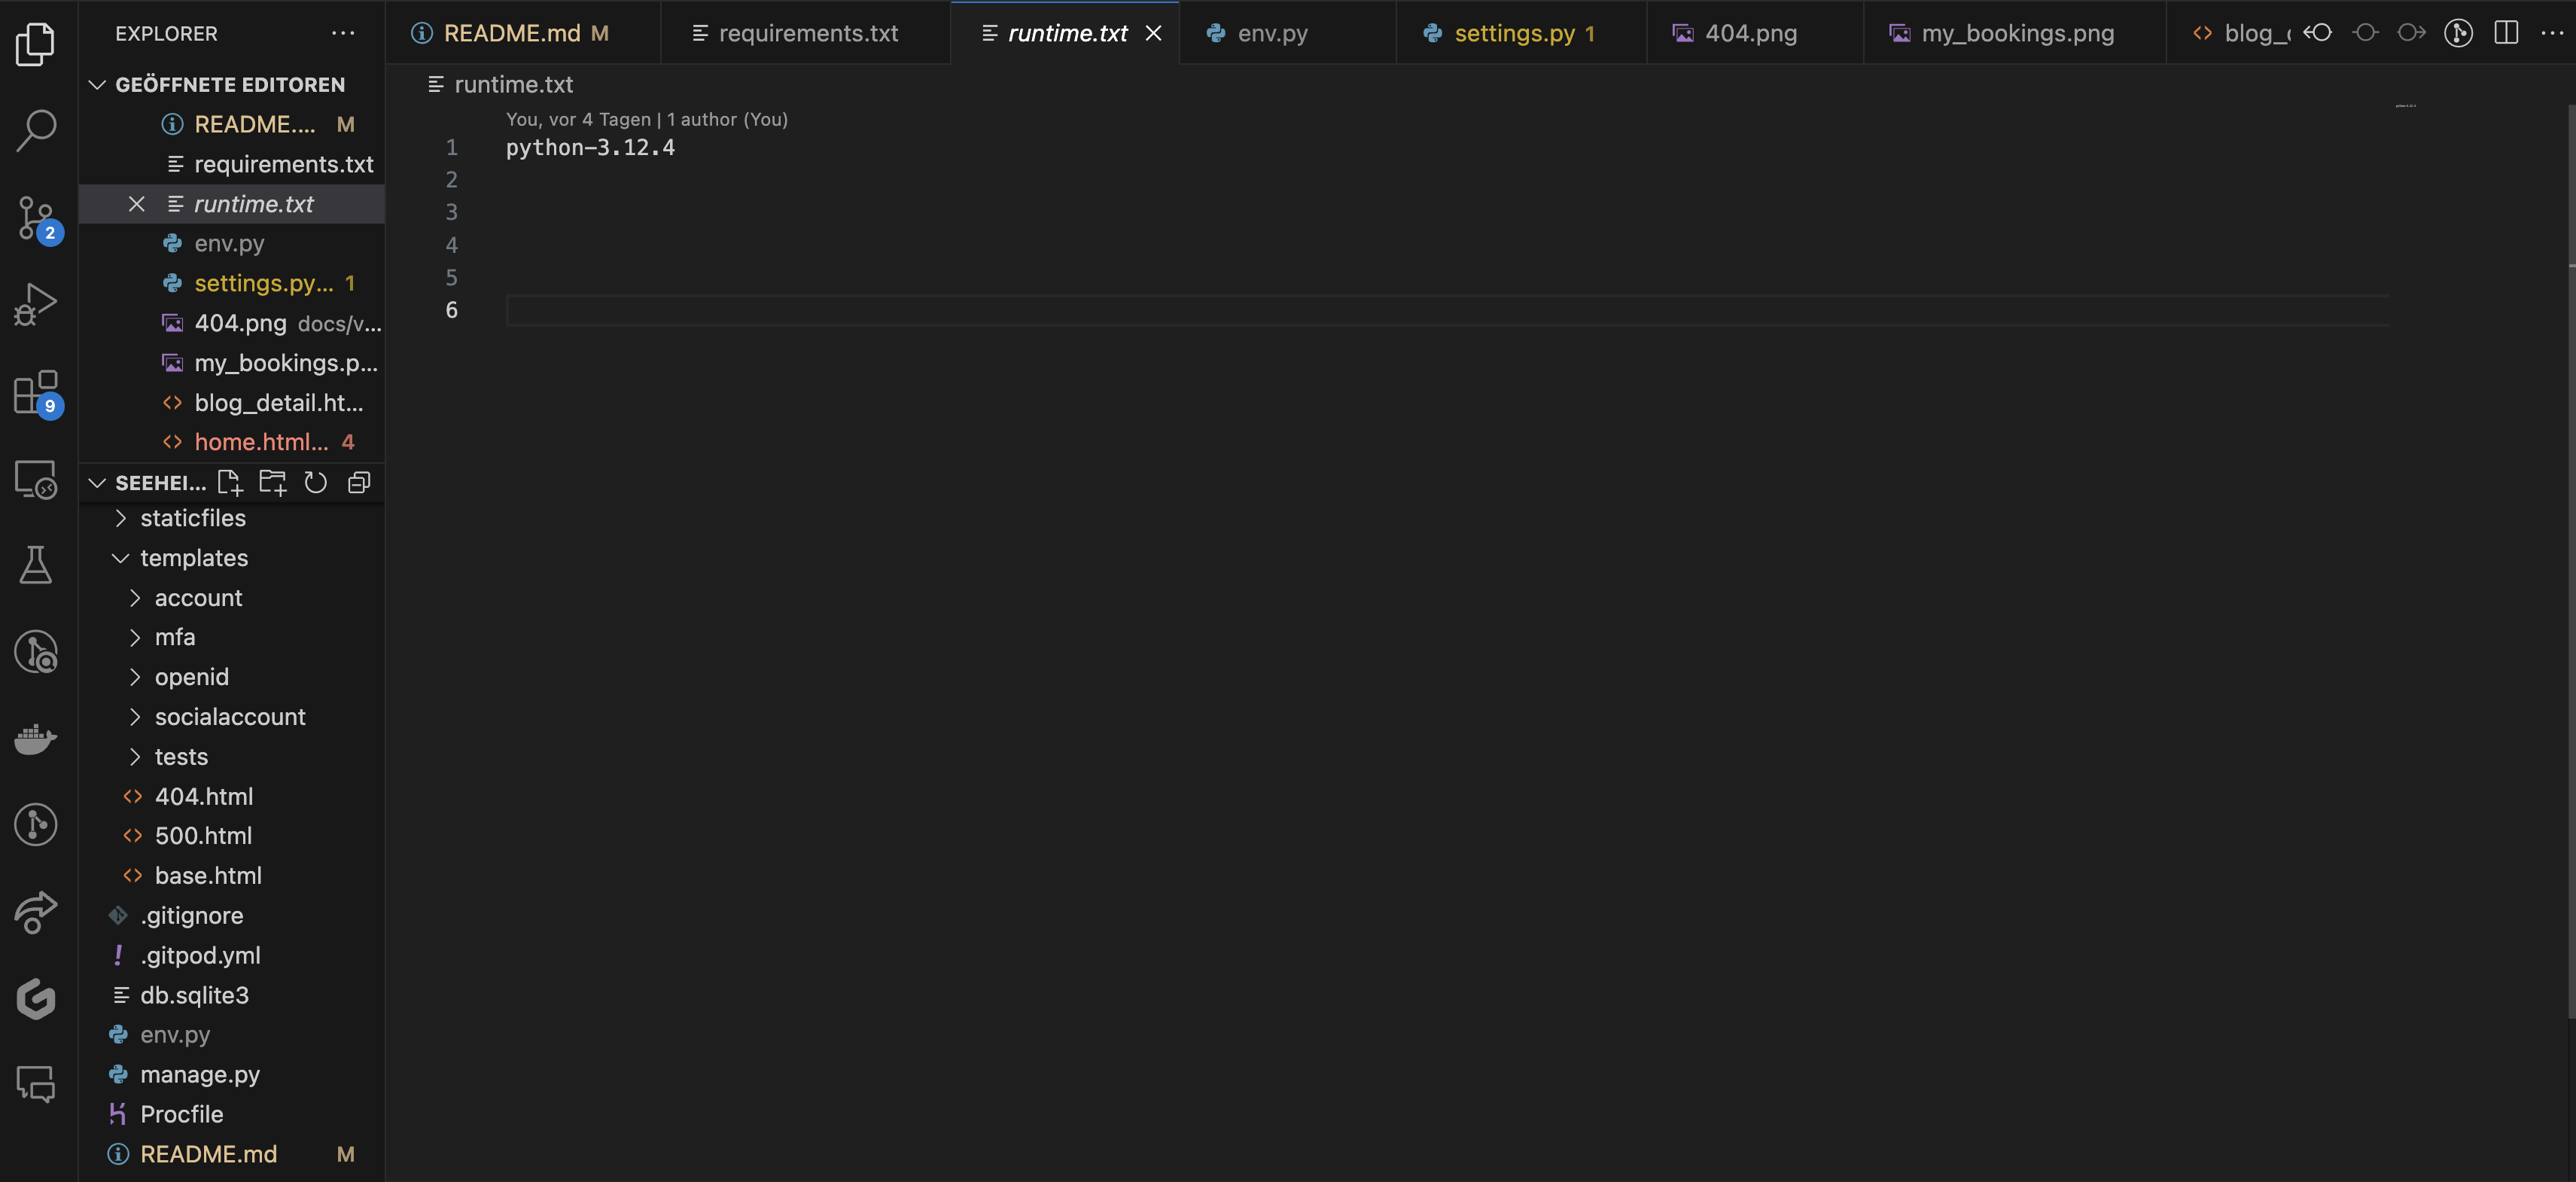 EXPLORER
README.md M
requirements.txt
runtime.txt
env.py
settings.py 1
404.png
my_bookings.png
blog_
GEÖFFNETE EDITOREN
README.... M
requirements.txt
runtime.txt
env.py
settings.py... 1
404.png docs/v...
my_bookings.p...
blog_detail.ht...
home.html... 4
SEEHEI...
staticfiles
templates
account
mfa
openid
socialaccount
tests
404.html
500.html
base.html
.gitignore
.gitpod.yml
db.sqlite3
env.py
manage.py
Procfile
README.md M
2
9
runtime.txt
You, vor 4 Tagen | 1 author (You)
1 python-3.12.4
2
3
4
5
6